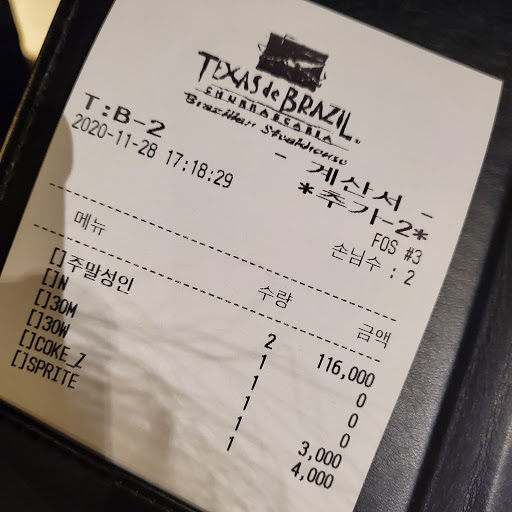 TEXAS de BRAZIL
CHURRASCARIA
Brazilian Steakhouse
- 계산서 -
T:B-2 *추가-2*
2020-11-28 17:18:29 POS #3
손님수 : 2
메뉴 수량 금액
[]주말성인 2 116,000
[]N 1 0
[]30M 1 0
[]30W 1 0
[]COKE_Z 1 3,000
[]SPRITE 1 4,000